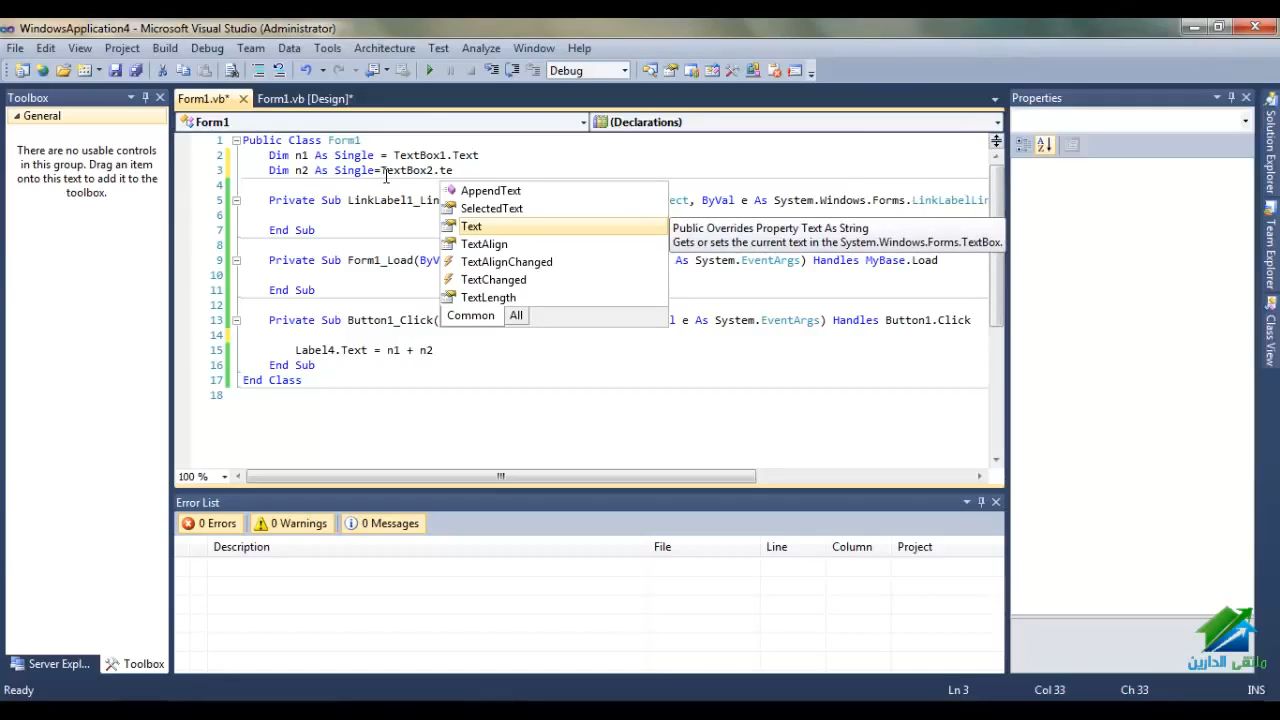 WindowsApplication4 - Microsoft Visual Studio (Administrator)
File Edit View Project Build Debug Team Data Tools Architecture Test Analyze Window Help
Debug
Toolbox
General
There are no usable controls
in this group. Drag an item
onto this text to add it to the
toolbox.
Server Expl... Toolbox
Form1.vb* Form1.vb [Design]*
Form1 (Declarations)
1 Public Class Form1
2 Dim n1 As Single = TextBox1.Text
3 Dim n2 As Single=TextBox2.te
4
5 Private Sub LinkLabel1_Lin ect, ByVal e As System.Windows.Forms.LinkLabelLin
6
7 End Sub
8
9 Private Sub Form1_Load(ByV As System.EventArgs) Handles MyBase.Load
10
11 End Sub
12
13 Private Sub Button1_Click( l e As System.EventArgs) Handles Button1.Click
14
15 Label4.Text = n1 + n2
16 End Sub
17 End Class
18
AppendText
SelectedText
Text
TextAlign
TextAlignChanged
TextChanged
TextLength
Common All
Public Overrides Property Text As String
Gets or sets the current text in the System.Windows.Forms.TextBox.
100 %
Error List
0 Errors 0 Warnings 0 Messages
Description File Line Column Project
Properties
Solution Explorer
Team Explorer
Class View
ملتقى الدارين
Ready Ln 3 Col 33 Ch 33 INS